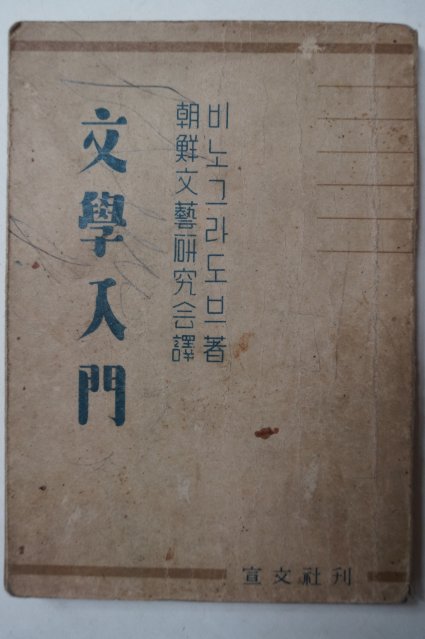 비노그라도브 著
朝鮮文藝硏究会譯
文學入門
宣文社刊